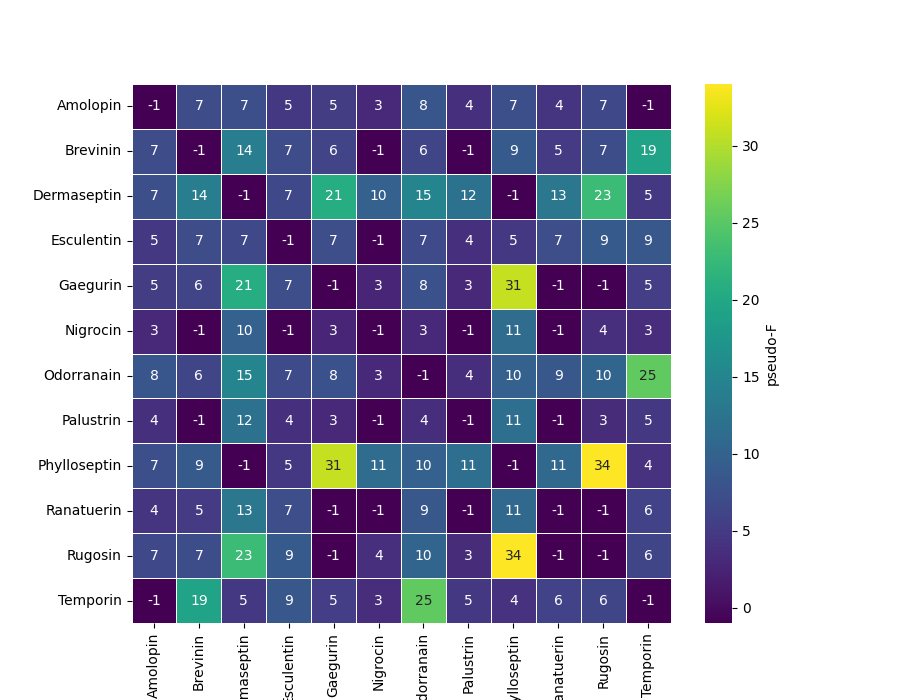 Amolopin -1 7 7 5 5 3 8 4 7 4 7 -1
Brevinin 7 -1 14 7 6 -1 6 -1 9 5 7 19
Dermaseptin 7 14 -1 7 21 10 15 12 -1 13 23 5
Esculentin 5 7 7 -1 7 -1 7 4 5 7 9 9
Gaegurin 5 6 21 7 -1 3 8 3 31 -1 -1 5
Nigrocin 3 -1 10 -1 3 -1 3 -1 11 -1 4 3
Odorranain 8 6 15 7 8 3 -1 4 10 9 10 25
Palustrin 4 -1 12 4 3 -1 4 -1 11 -1 3 5
Phylloseptin 7 9 -1 5 31 11 10 11 -1 11 34 4
Ranatuerin 4 5 13 7 -1 -1 9 -1 11 -1 -1 6
Rugosin 7 7 23 9 -1 4 10 3 34 -1 -1 6
Temporin -1 19 5 9 5 3 25 5 4 6 6 -1
Amolopin
Brevinin
maseptin
sculentin
Gaegurin
Nigrocin
dorranain
Palustrin
ylloseptin
anatuerin
Rugosin
Temporin
30
25
20
15
10
5
0
pseudo-F